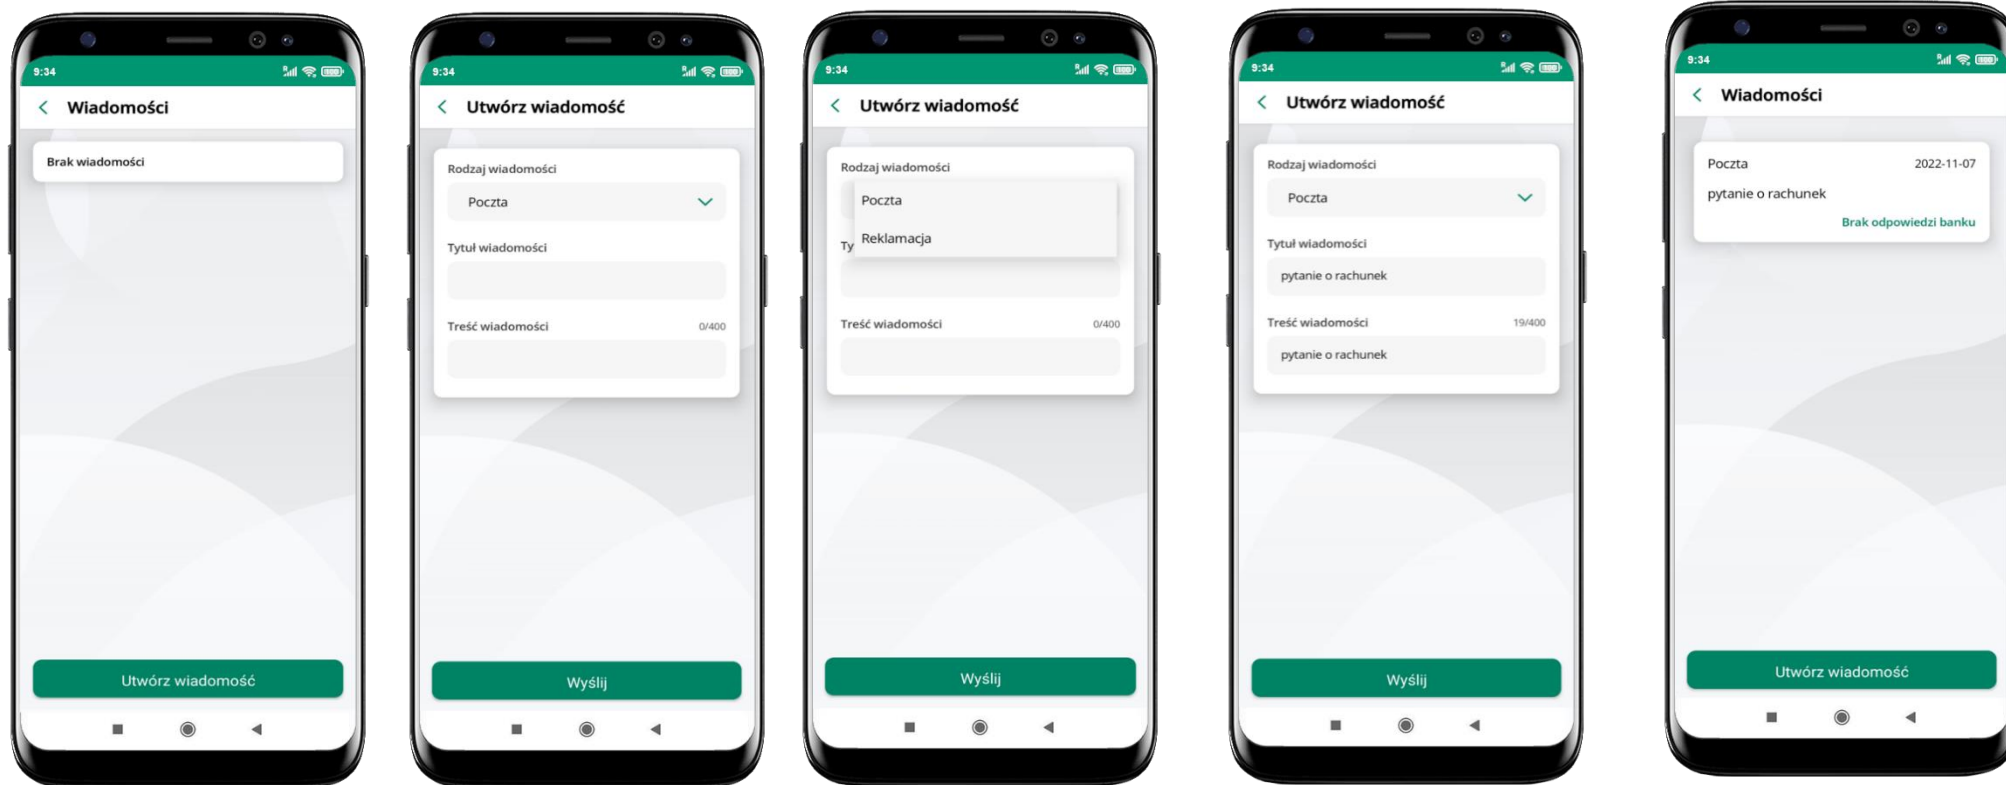 9:34
Wiadomości
Brak wiadomości
Utwórz wiadomość
9:34
Utwórz wiadomość
Rodzaj wiadomości
Poczta
Tytuł wiadomości
Treść wiadomości 0/400
Wyślij
9:34
Utwórz wiadomość
Rodzaj wiadomości
Poczta
Ty Reklamacja
Treść wiadomości 0/400
Wyślij
9:34
Utwórz wiadomość
Rodzaj wiadomości
Poczta
Tytuł wiadomości
pytanie o rachunek
Treść wiadomości 19/400
pytanie o rachunek
Wyślij
9:34
Wiadomości
Poczta 2022-11-07
pytanie o rachunek
Brak odpowiedzi banku
Utwórz wiadomość